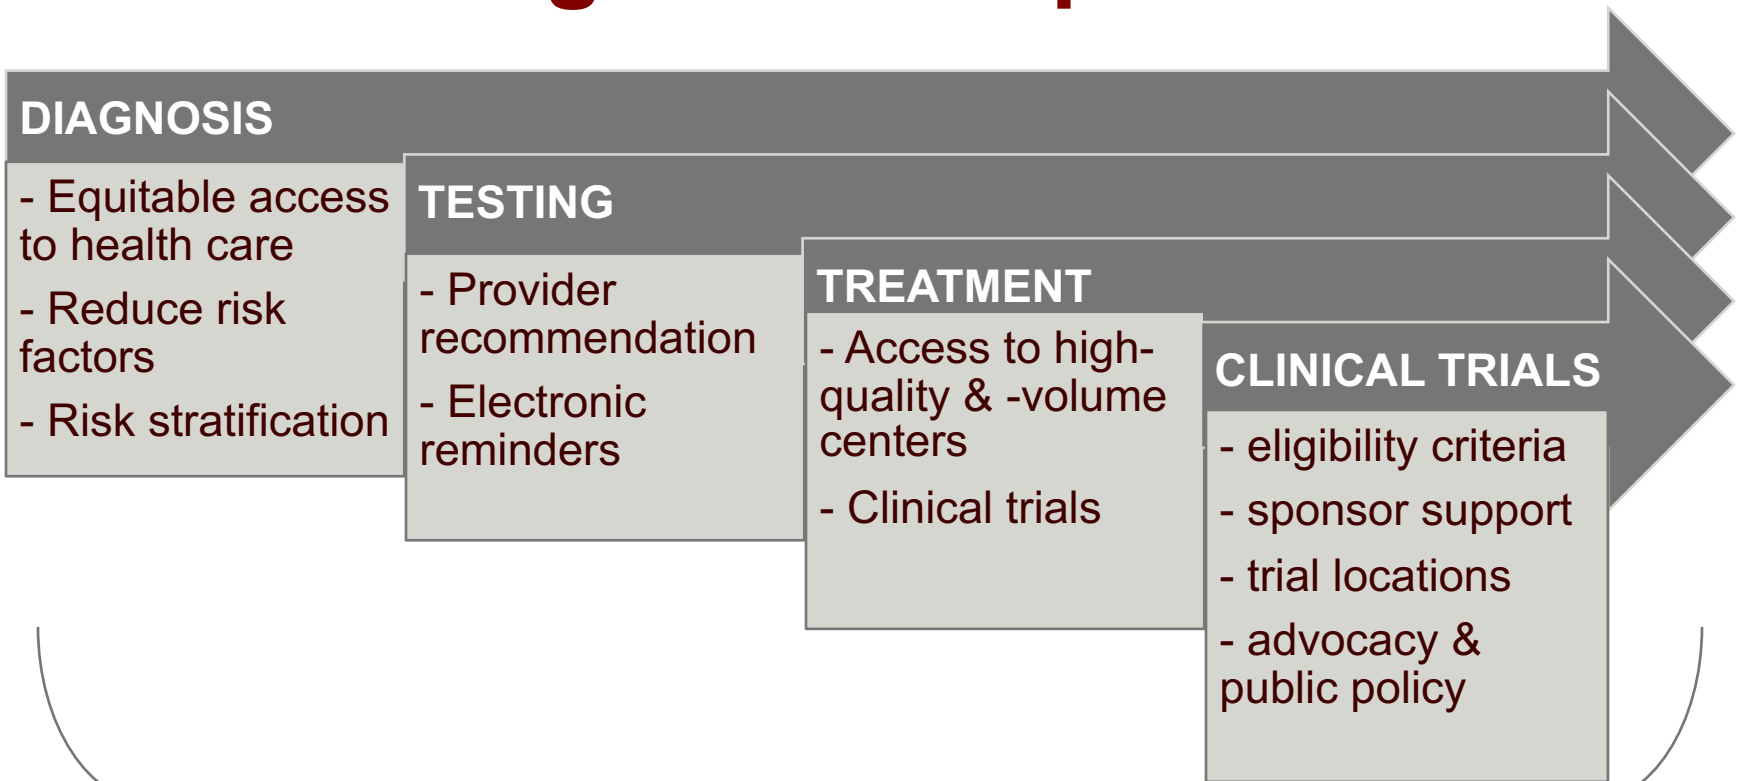 DIAGNOSIS
- Equitable access
to health care
- Reduce risk
factors
- Risk stratification
TESTING
- Provider
recommendation
- Electronic
reminders
TREATMENT
- Access to high-
quality & -volume
centers
- Clinical trials
CLINICAL TRIALS
- eligibility criteria
- sponsor support
- trial locations
- advocacy &
public policy